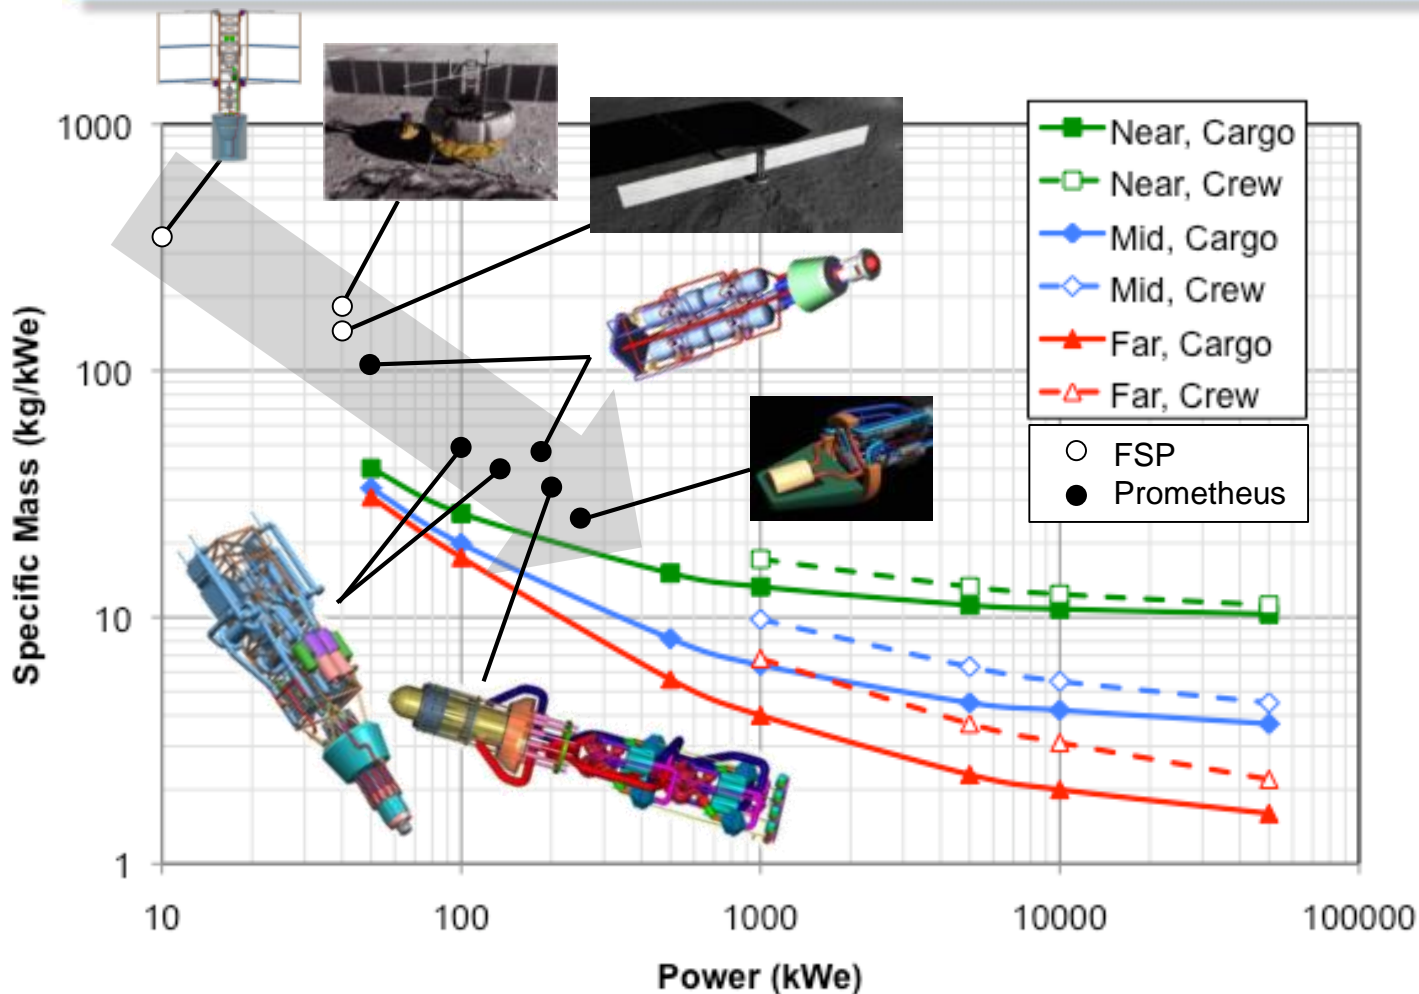 1000
100
10
1
Specific Mass (kg/kWe)
10
100
1000
10000
100000
Power (kWe)
Near, Cargo
Near, Crew
Mid, Cargo
Mid, Crew
Far, Cargo
Far, Crew
FSP
Prometheus